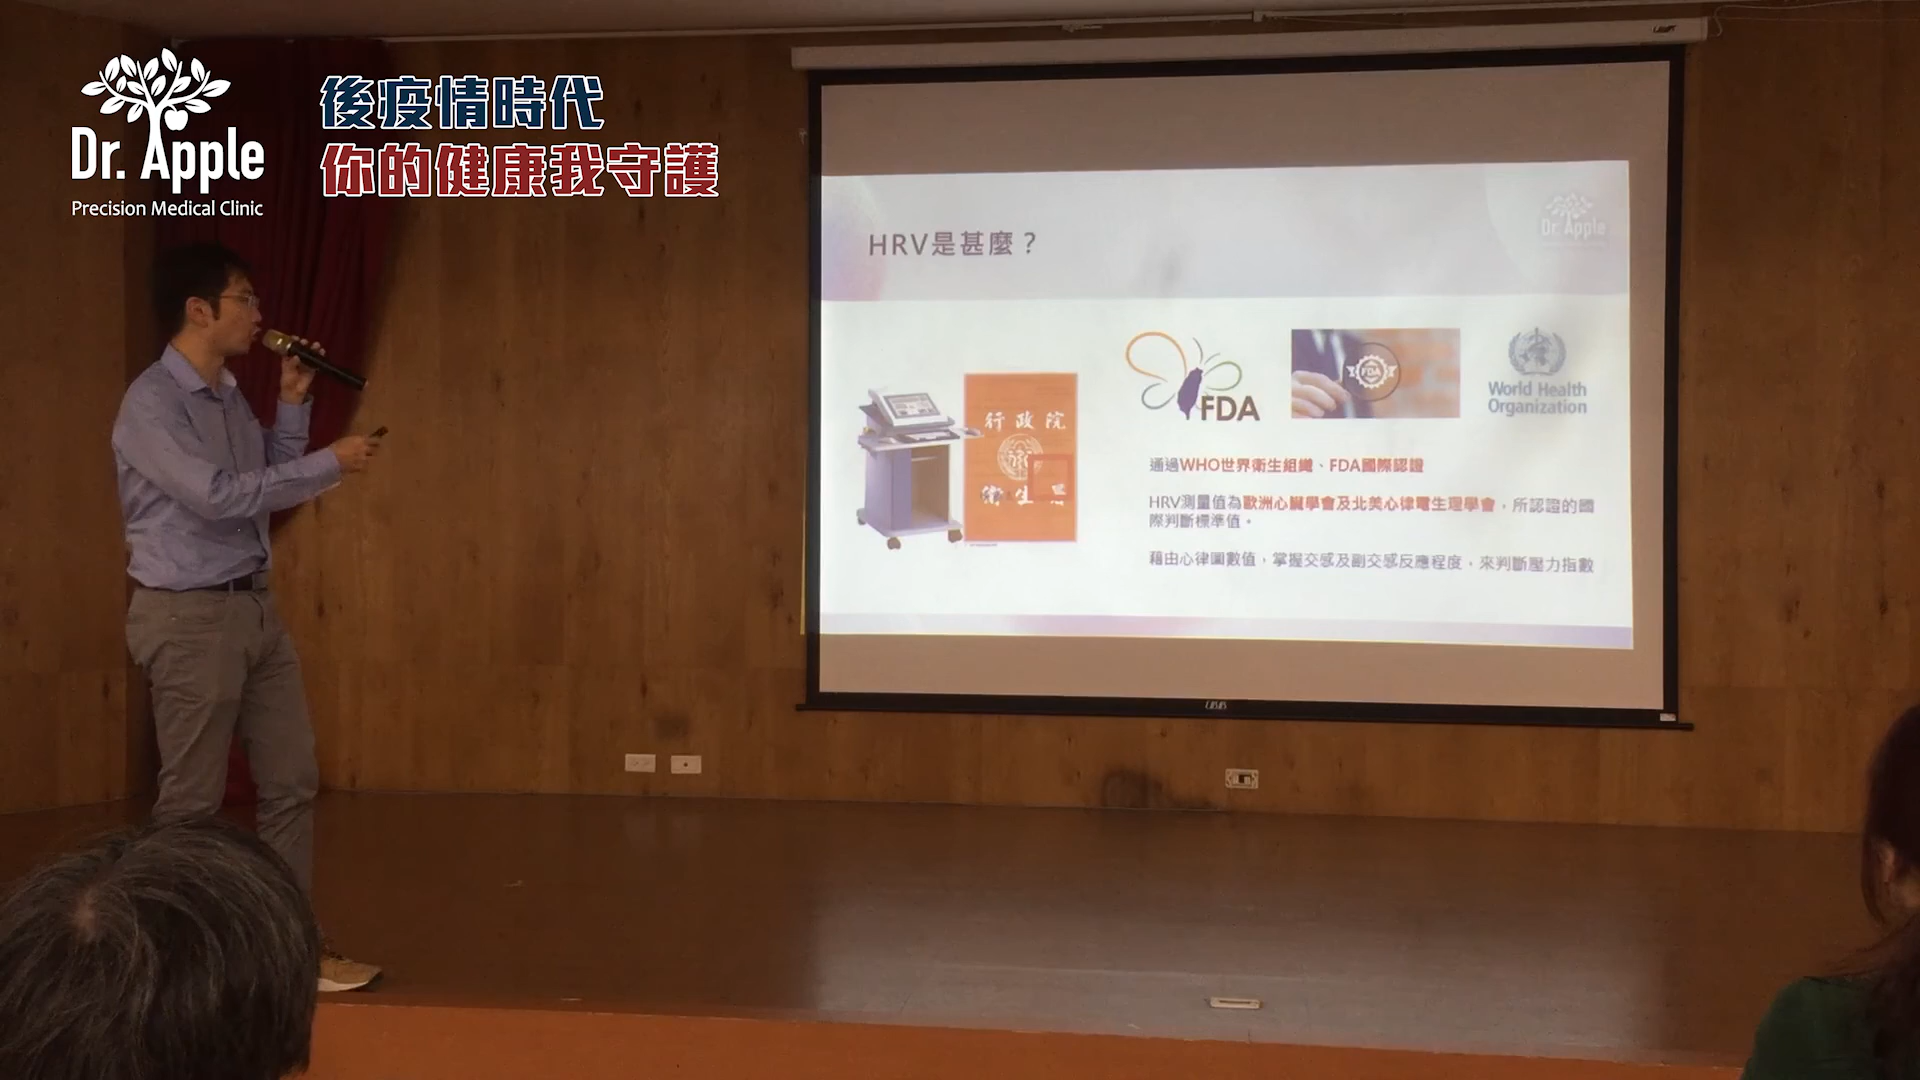 Dr. Apple
Precision Medical Clinic
後疫情時代
你的健康我守護
HRV是甚麼？
Dr. Apple
行政院
衛生署
FDA
FDA
World Health
Organization
通過WHO世界衛生組織、FDA國際認證
HRV測量值為歐洲心臟學會及北美心律電生理學會，所認證的國
際判斷標準值。
藉由心律圖數值，掌握交感及副交感反應程度，來判斷壓力指數